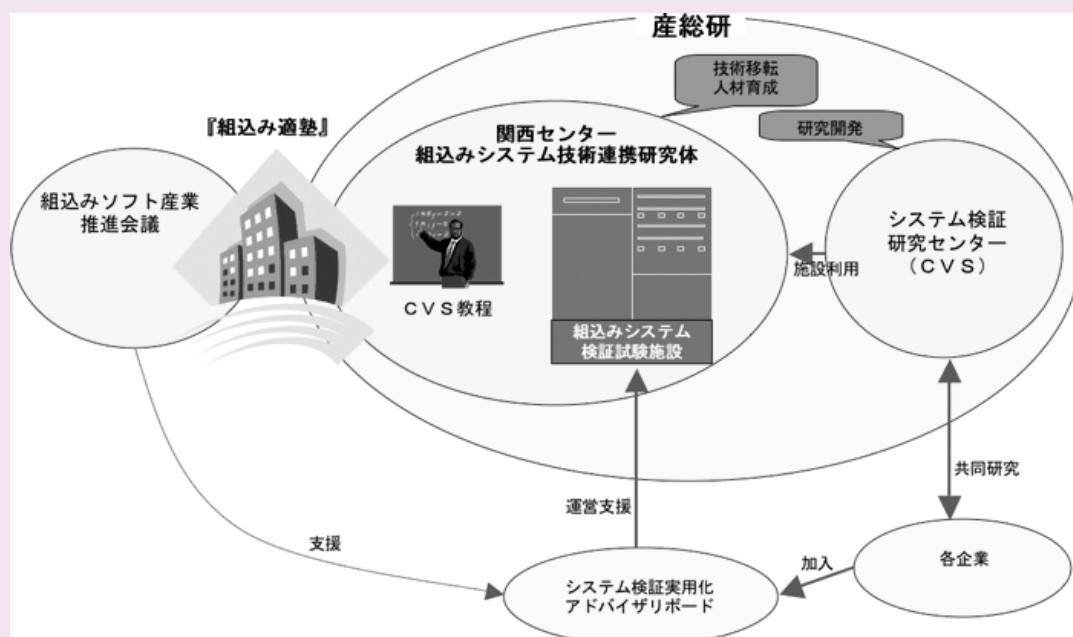 産総研
技術移転
人材育成
研究開発
『組込み適塾』
関西センター
組込みシステム技術連携研究体
組込みソフト産業
推進会議
システム検証
研究センター
（CVS）
施設利用
CVS教程
組込みシステム
検証試験施設
共同研究
運営支援
支援
加入
各企業
システム検証実用化
アドバイザリボード